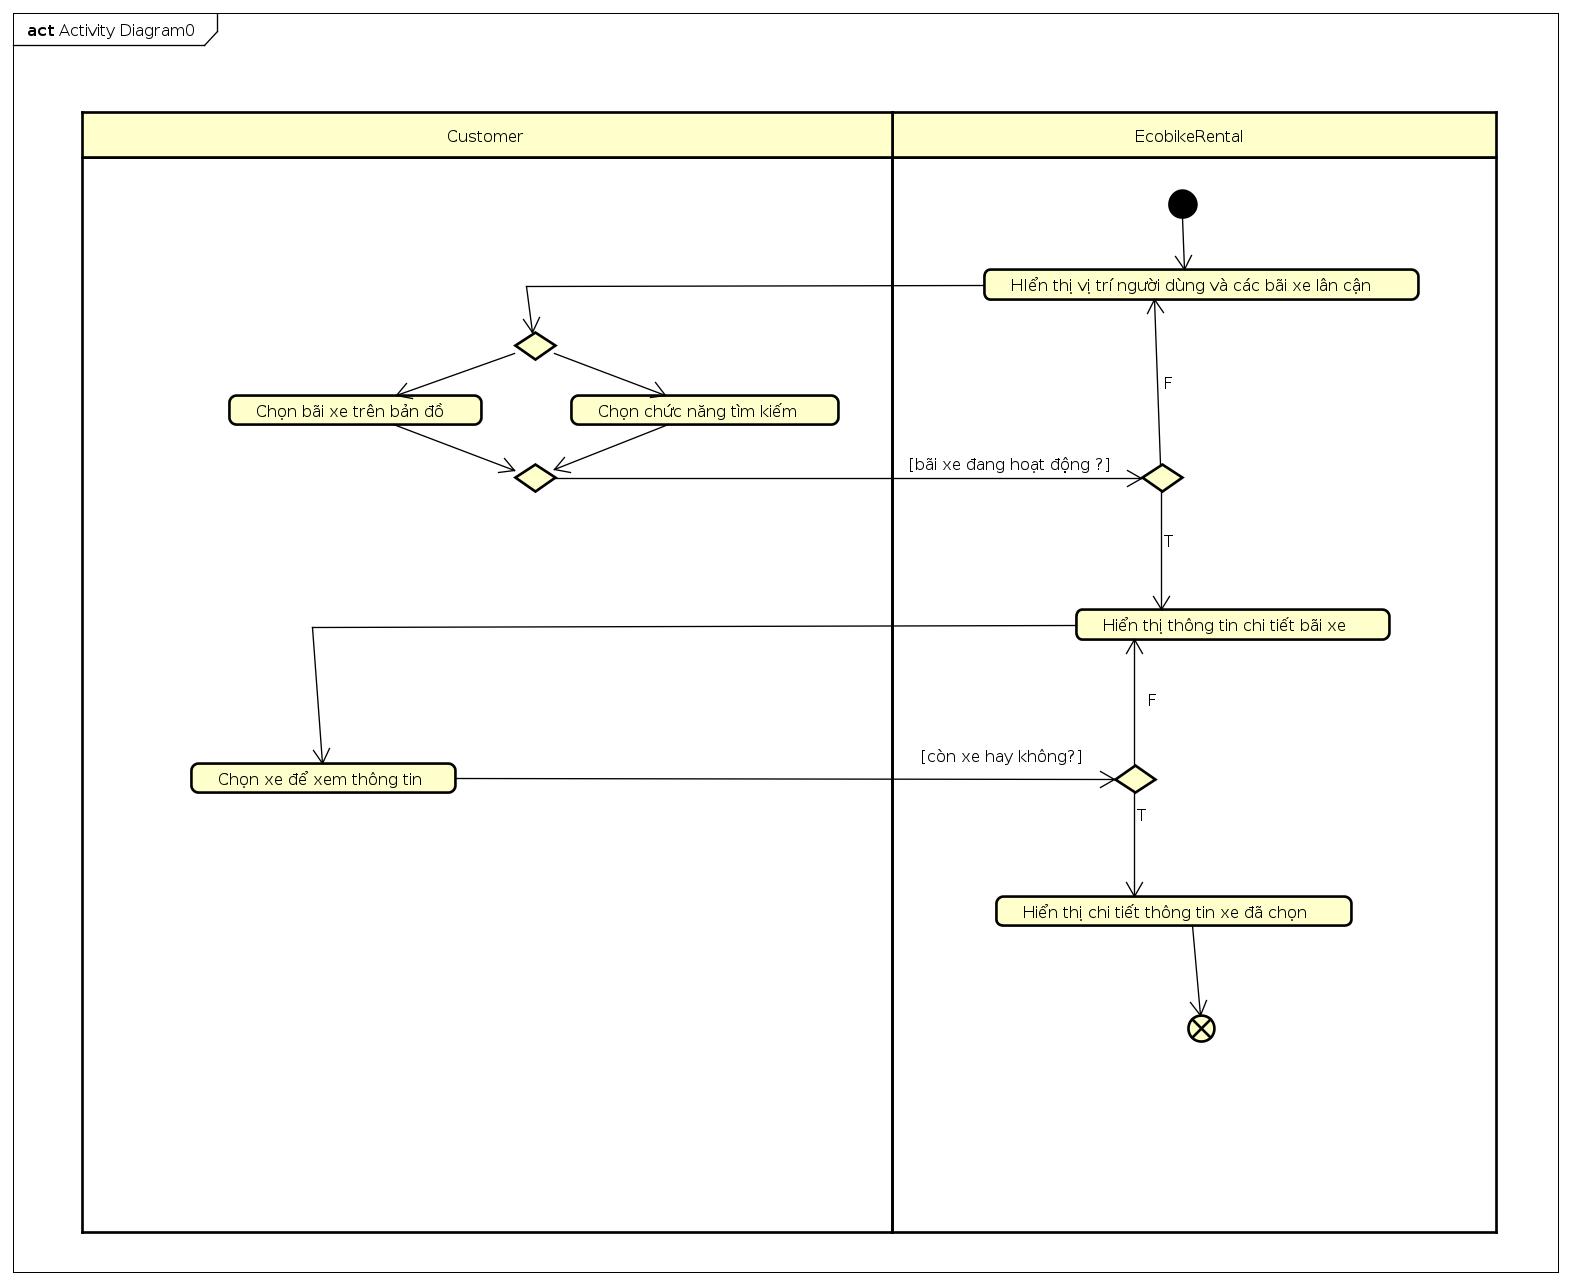 act Activity Diagram0
Customer
EcobikeRental
HIển thị vị trí người dùng và các bãi xe lân cận
F
Chọn bãi xe trên bản đồ
Chọn chức năng tìm kiếm
[bãi xe đang hoạt động ?]
T
Hiển thị thông tin chi tiết bãi xe
F
[còn xe hay không?]
Chọn xe để xem thông tin
T
Hiển thị chi tiết thông tin xe đã chọn